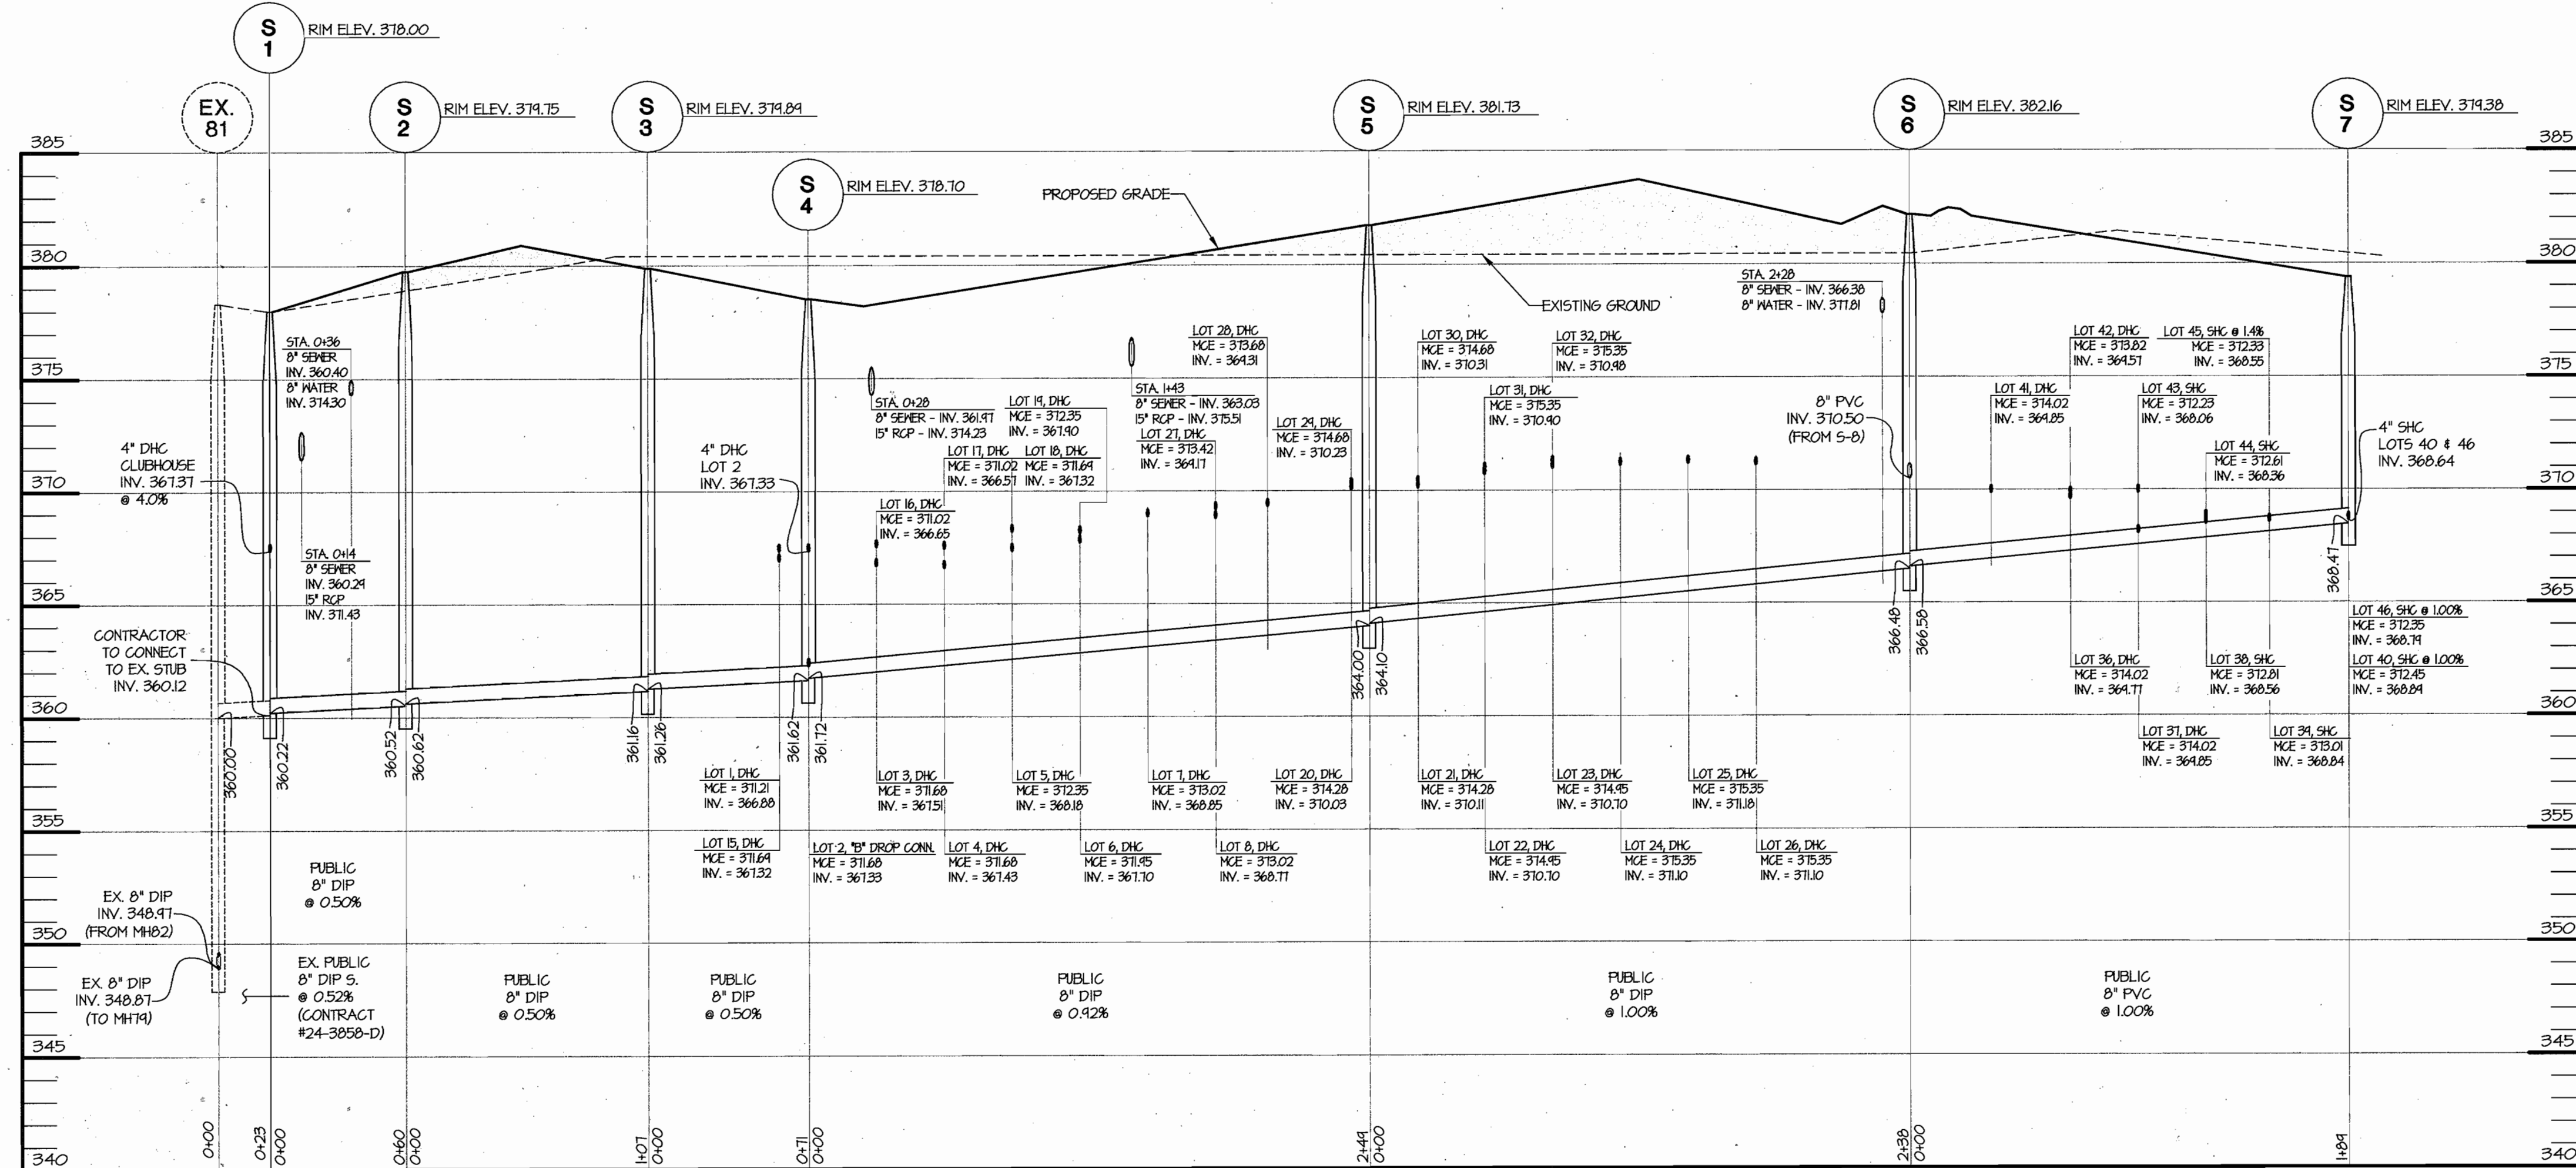 S
1
RIM ELEV. 378.00
EX.
81
S
2
RIM ELEV. 379.75
S
3
RIM ELEV. 379.89
S
4
RIM ELEV. 378.70
S
5
RIM ELEV. 381.73
S
6
RIM ELEV. 382.16
S
7
RIM ELEV. 379.38
385
385
380
380
375
375
370
370
365
365
360
360
355
355
350
350
345
345
340
340
PROPOSED GRADE
EXISTING GROUND
STA. 0+36
8" SEWER
INV. 360.40
8" WATER
INV. 374.30
4" DHC
CLUBHOUSE
INV. 367.37
@ 4.0%
STA. 0+14
8" SEWER
INV. 360.29
15" RCP
INV. 371.43
CONTRACTOR
TO CONNECT
TO EX. STUB
INV. 360.12
4" DHC
LOT 2
INV. 367.33
STA. 0+28
8" SEWER - INV. 361.97
15" RCP - INV. 374.23
LOT 16, DHC
MCE = 371.02
INV. = 366.65
LOT 17, DHC
MCE = 371.02
INV. = 366.57
LOT 18, DHC
MCE = 371.69
INV. = 367.32
LOT 19, DHC
MCE = 372.35
INV. = 367.90
STA. 1+43
8" SEWER - INV. 363.03
15" RCP - INV. 375.51
LOT 27, DHC
MCE = 373.42
INV. = 369.17
LOT 28, DHC
MCE = 373.68
INV. = 369.31
LOT 29, DHC
MCE = 374.68
INV. = 370.23
LOT 30, DHC
MCE = 374.68
INV. = 370.31
LOT 31, DHC
MCE = 375.35
INV. = 370.90
LOT 32, DHC
MCE = 375.35
INV. = 370.98
STA. 2+28
8" SEWER - INV. 366.38
8" WATER - INV. 377.81
8" PVC
INV. 370.50
(FROM S-8)
LOT 41, DHC
MCE = 374.02
INV. = 369.85
LOT 42, DHC
MCE = 373.82
INV. = 369.57
LOT 43, SHC
MCE = 372.23
INV. = 368.06
LOT 44, SHC
MCE = 372.61
INV. = 368.36
LOT 45, SHC @ 1.4%
MCE = 372.33
INV. = 368.55
4" SHC
LOTS 40 & 46
INV. 368.64
360.00
360.22
360.52
360.62
361.16
361.26
361.62
361.72
364.00
364.10
366.48
366.58
368.47
LOT 46, SHC @ 1.00%
MCE = 372.35
INV. = 368.79
LOT 40, SHC @ 1.00%
MCE = 372.45
INV. = 368.89
LOT 36, DHC
MCE = 374.02
INV. = 369.77
LOT 38, SHC
MCE = 372.81
INV. = 368.56
LOT 37, DHC
MCE = 374.02
INV. = 369.85
LOT 39, SHC
MCE = 373.01
INV. = 368.84
LOT 1, DHC
MCE = 371.21
INV. = 366.88
LOT 3, DHC
MCE = 371.68
INV. = 367.51
LOT 5, DHC
MCE = 372.35
INV. = 368.18
LOT 7, DHC
MCE = 373.02
INV. = 368.85
LOT 20, DHC
MCE = 374.28
INV. = 370.03
LOT 21, DHC
MCE = 374.28
INV. = 370.11
LOT 23, DHC
MCE = 374.95
INV. = 370.70
LOT 25, DHC
MCE = 375.35
INV. = 371.18
LOT 15, DHC
MCE = 371.69
INV. = 367.32
LOT 2, "B" DROP CONN.
MCE = 371.68
INV. = 367.33
LOT 4, DHC
MCE = 371.68
INV. = 367.43
LOT 6, DHC
MCE = 371.95
INV. = 367.70
LOT 8, DHC
MCE = 373.02
INV. = 368.77
LOT 22, DHC
MCE = 374.95
INV. = 370.70
LOT 24, DHC
MCE = 375.35
INV. = 371.10
LOT 26, DHC
MCE = 375.35
INV. = 371.10
PUBLIC
8" DIP
@ 0.50%
EX. 8" DIP
INV. 348.97
(FROM MH82)
EX. 8" DIP
INV. 348.87
(TO MH79)
EX. PUBLIC
8" DIP S.
@ 0.52%
(CONTRACT
#24-3858-D)
PUBLIC
8" DIP
@ 0.50%
PUBLIC
8" DIP
@ 0.50%
PUBLIC
8" DIP
@ 0.92%
PUBLIC
8" DIP
@ 1.00%
PUBLIC
8" PVC
@ 1.00%
0+00
0+23
0+00
0+60
0+00
1+07
0+00
0+71
0+00
2+49
0+00
2+38
0+00
1+89